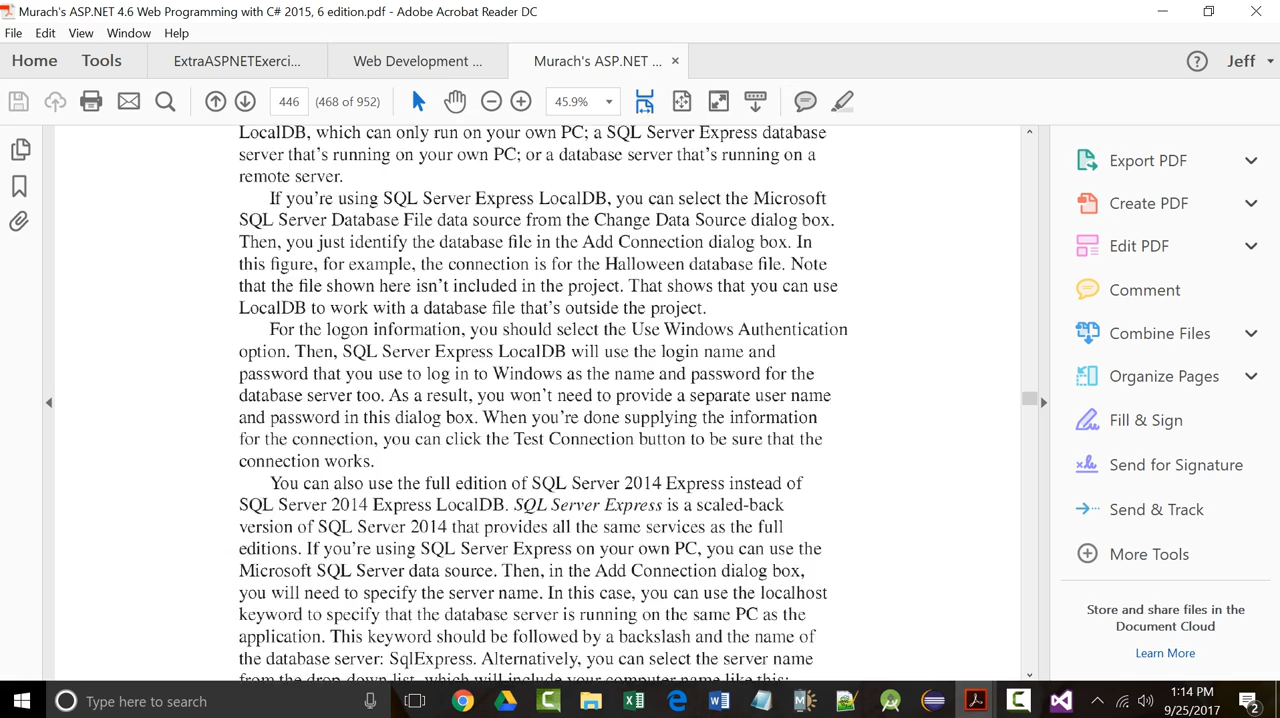 Murach's ASP.NET 4.6 Web Programming with C# 2015, 6 edition.pdf - Adobe Acrobat Reader DC
File Edit View Window Help
Home Tools ExtraASPNETExerci... Web Development ... Murach's ASP.NET ... × Jeff
446 (468 of 952) 45.9%
LocalDB, which can only run on your own PC; a SQL Server Express database
server that's running on your own PC; or a database server that's running on a
remote server.
If you're using SQL Server Express LocalDB, you can select the Microsoft
SQL Server Database File data source from the Change Data Source dialog box.
Then, you just identify the database file in the Add Connection dialog box. In
this figure, for example, the connection is for the Halloween database file. Note
that the file shown here isn't included in the project. That shows that you can use
LocalDB to work with a database file that's outside the project.
For the logon information, you should select the Use Windows Authentication
option. Then, SQL Server Express LocalDB will use the login name and
password that you use to log in to Windows as the name and password for the
database server too. As a result, you won't need to provide a separate user name
and password in this dialog box. When you're done supplying the information
for the connection, you can click the Test Connection button to be sure that the
connection works.
You can also use the full edition of SQL Server 2014 Express instead of
SQL Server 2014 Express LocalDB. SQL Server Express is a scaled-back
version of SQL Server 2014 that provides all the same services as the full
editions. If you're using SQL Server Express on your own PC, you can use the
Microsoft SQL Server data source. Then, in the Add Connection dialog box,
you will need to specify the server name. In this case, you can use the localhost
keyword to specify that the database server is running on the same PC as the
application. This keyword should be followed by a backslash and the name of
the database server: SqlExpress. Alternatively, you can select the server name
from the drop-down list, which will include your computer name like this:
Export PDF
Create PDF
Edit PDF
Comment
Combine Files
Organize Pages
Fill & Sign
Send for Signature
Send & Track
More Tools
Store and share files in the
Document Cloud
Learn More
Type here to search
1:14 PM
9/25/2017
2